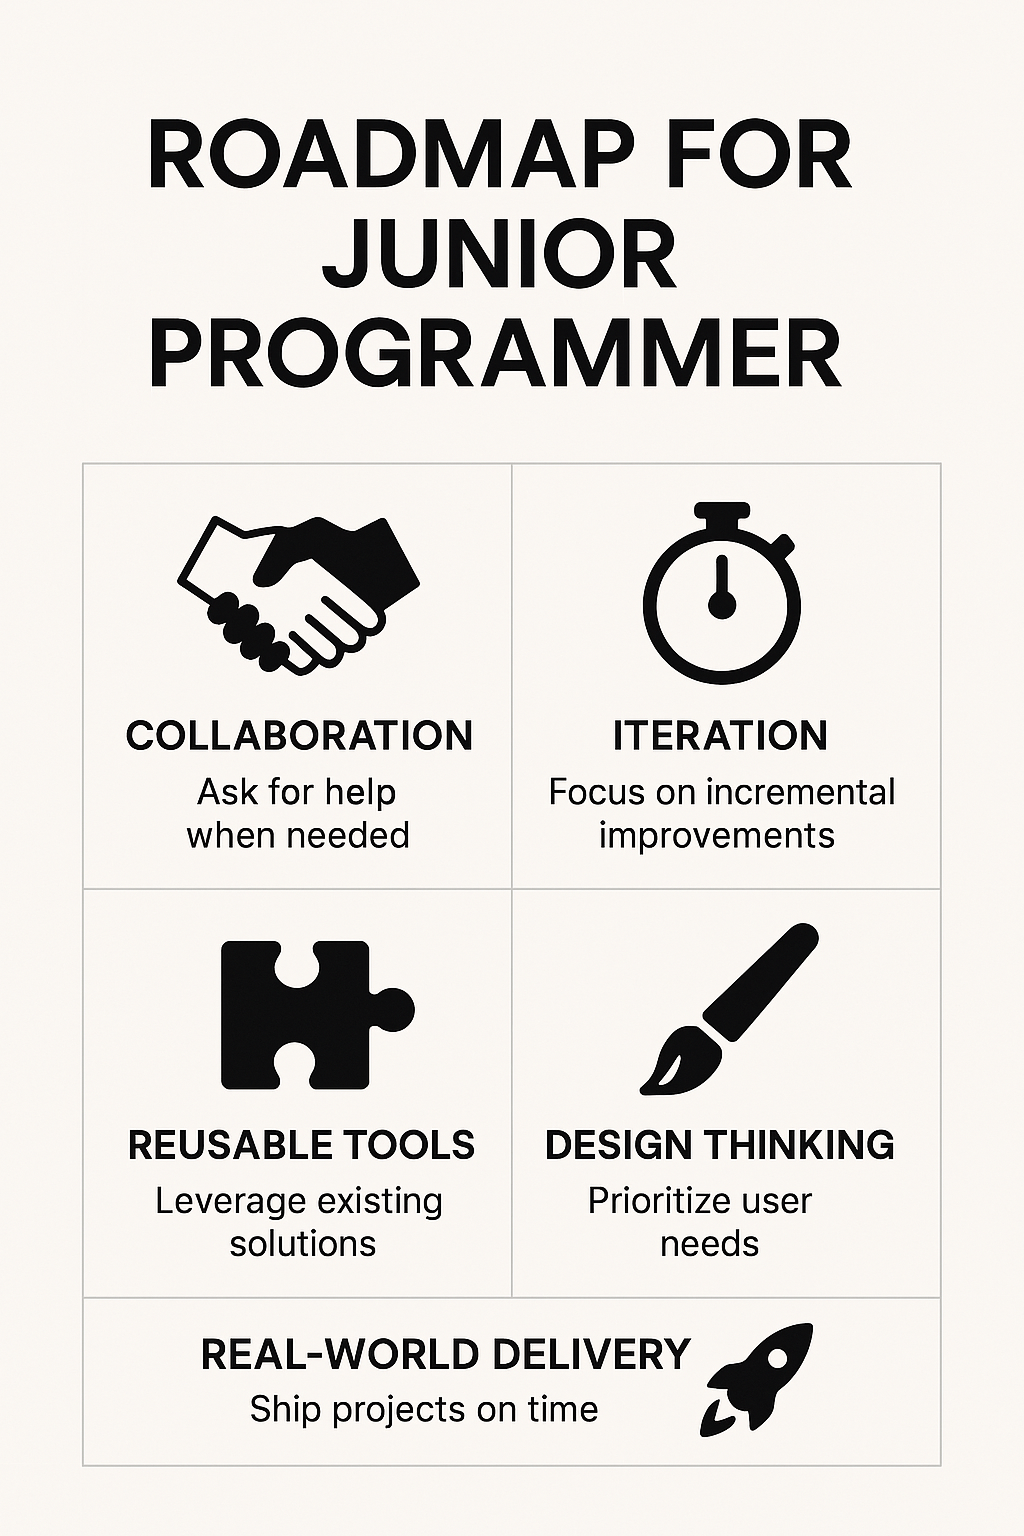 ROADMAP FOR
JUNIOR
PROGRAMMER
COLLABORATION
Ask for help
when needed
ITERATION
Focus on incremental
improvements
REUSABLE TOOLS
Leverage existing
solutions
DESIGN THINKING
Prioritize user
needs
REAL-WORLD DELIVERY
Ship projects on time